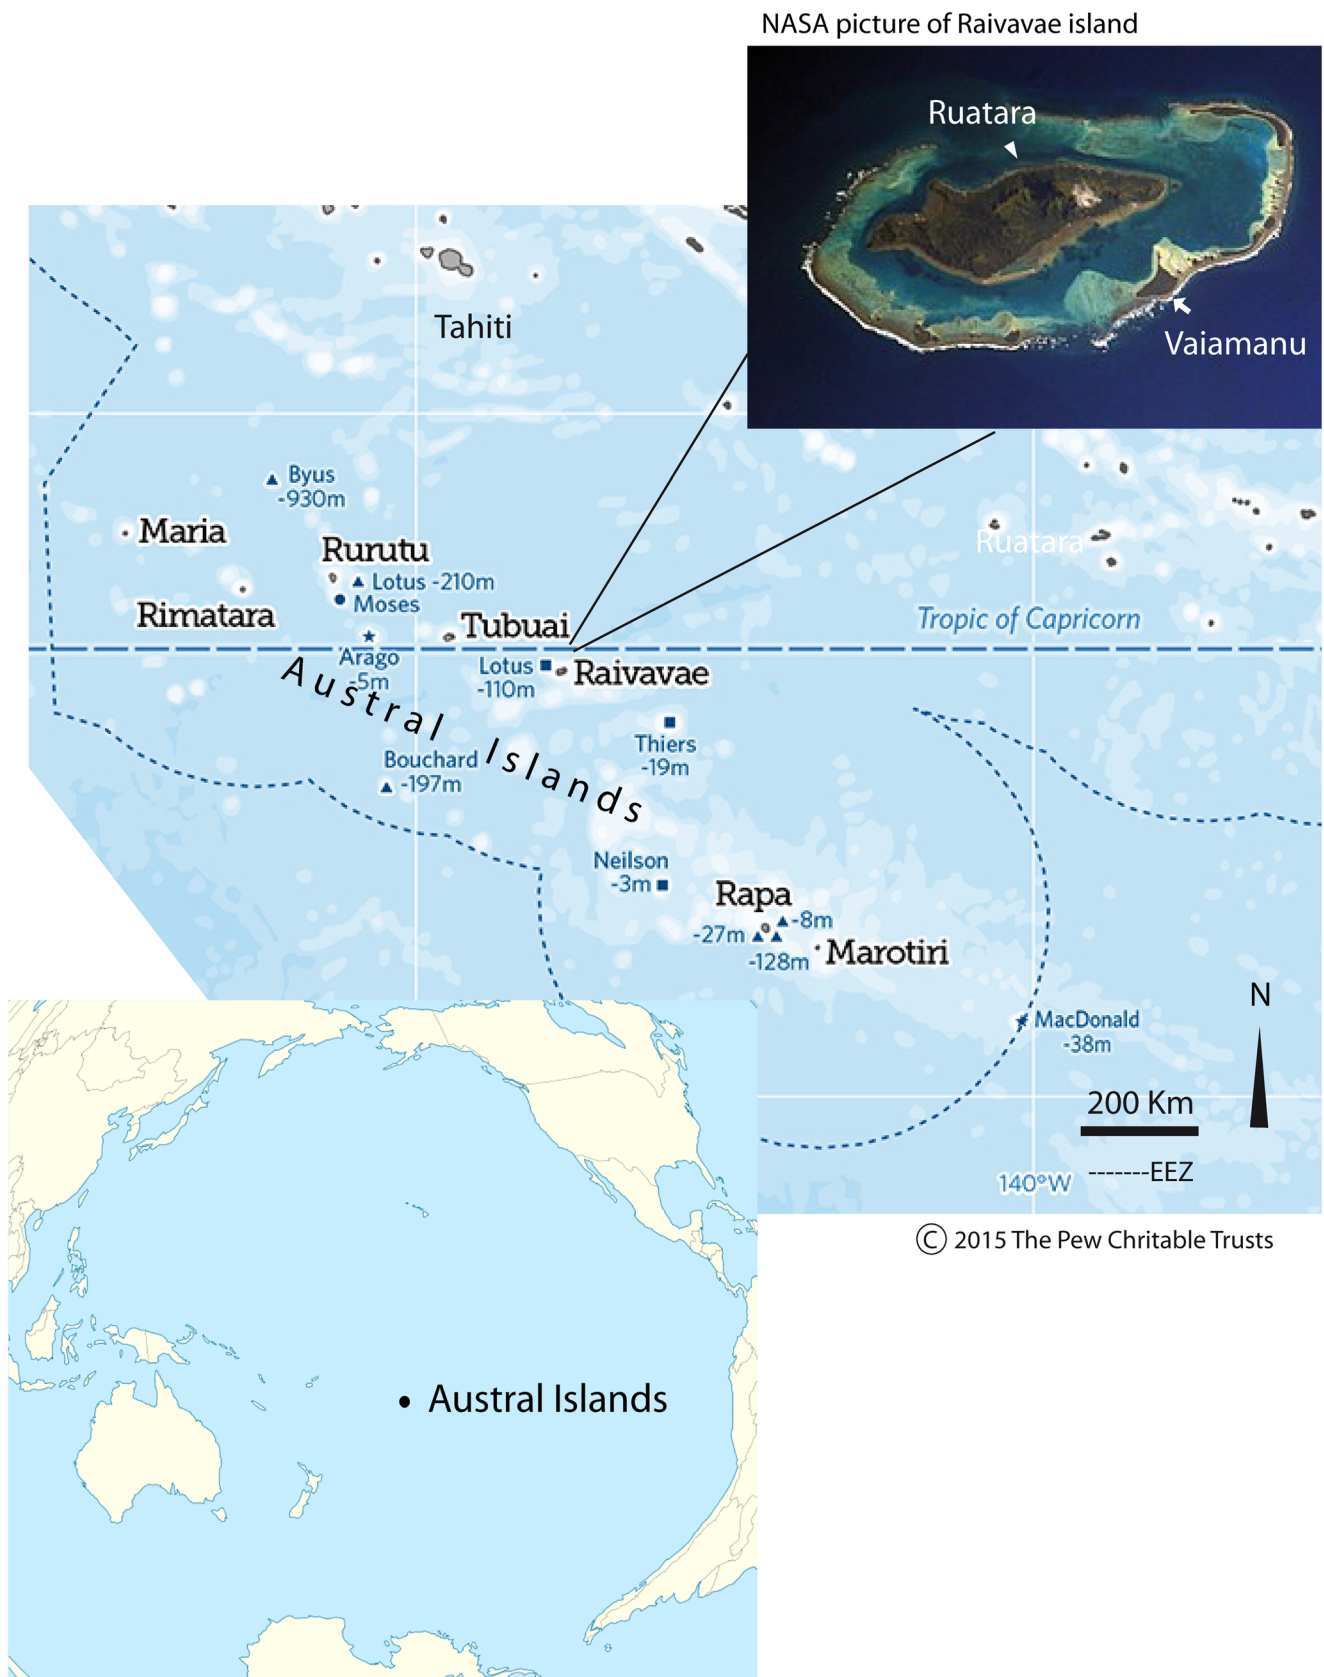 NASA picture of Raivavae island
Ruatara
Vaiamanu
Tahiti
Byus
-930m
Maria
Rurutu
Lotus -210m
Moses
Rimatara
Ruatara
Tubuai
Tropic of Capricorn
Arago
-5m
Lotus
-110m
Raivavae
Austral Islands
Thiers
-19m
Bouchard
-197m
Neilson
-3m
Rapa
-8m
-27m
-128m
Marotiri
N
MacDonald
-38m
200 Km
-------EEZ
140°W
© 2015 The Pew Chritable Trusts
Austral Islands